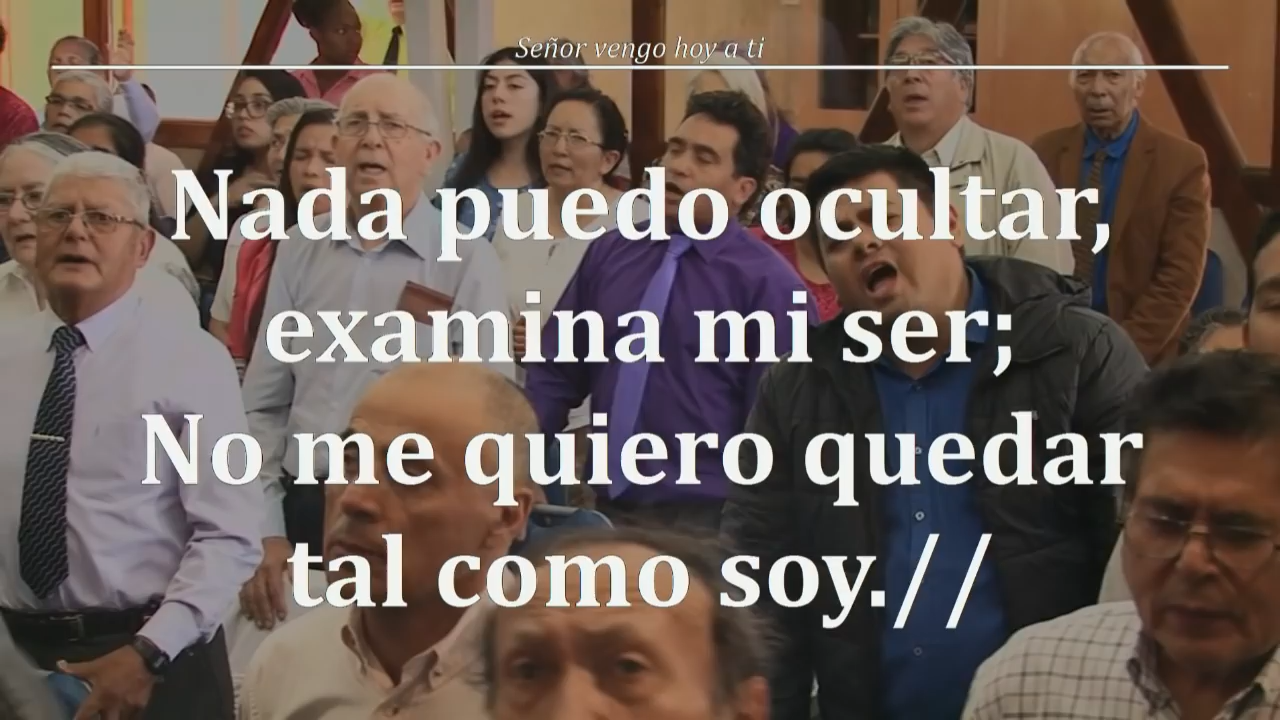 Señor vengo hoy a ti
Nada puedo ocultar,
examina mi ser;
No me quiero quedar
tal como soy.//